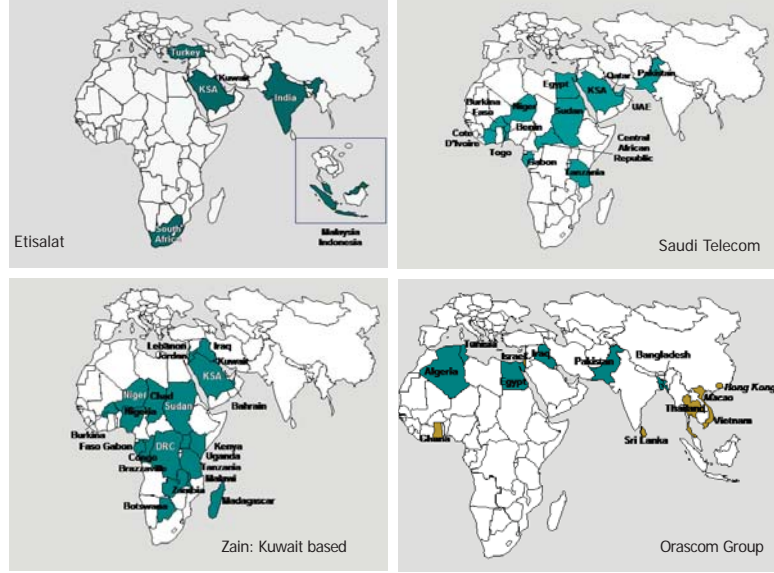 Turkey
Kuwait
KSA
India
South
Africa
Malaysia
Indonesia
Etisalat
Egypt
Qatar
Pakistan
KSA
UAE
Burkina
Faso
Niger
Sudan
Cote
D'Ivoire
Benin
Togo
Central
African
Republic
Gabon
Tanzania
Saudi Telecom
Lebanon
Iraq
Jordan
Kuwait
KSA
Niger
Chad
Sudan
Nigeria
Bahrain
Burkina
Faso Gabon
DRC
Congo
Brazzaville
Kenya
Uganda
Tanzania
Malawi
Zambia
Botswana
Madagascar
Zain: Kuwait based
Tunisia
Israel
Iraq
Pakistan
Bangladesh
Algeria
Egypt
Hong Kong
Macao
Thailand
Vietnam
Ghana
Sri Lanka
Orascom Group